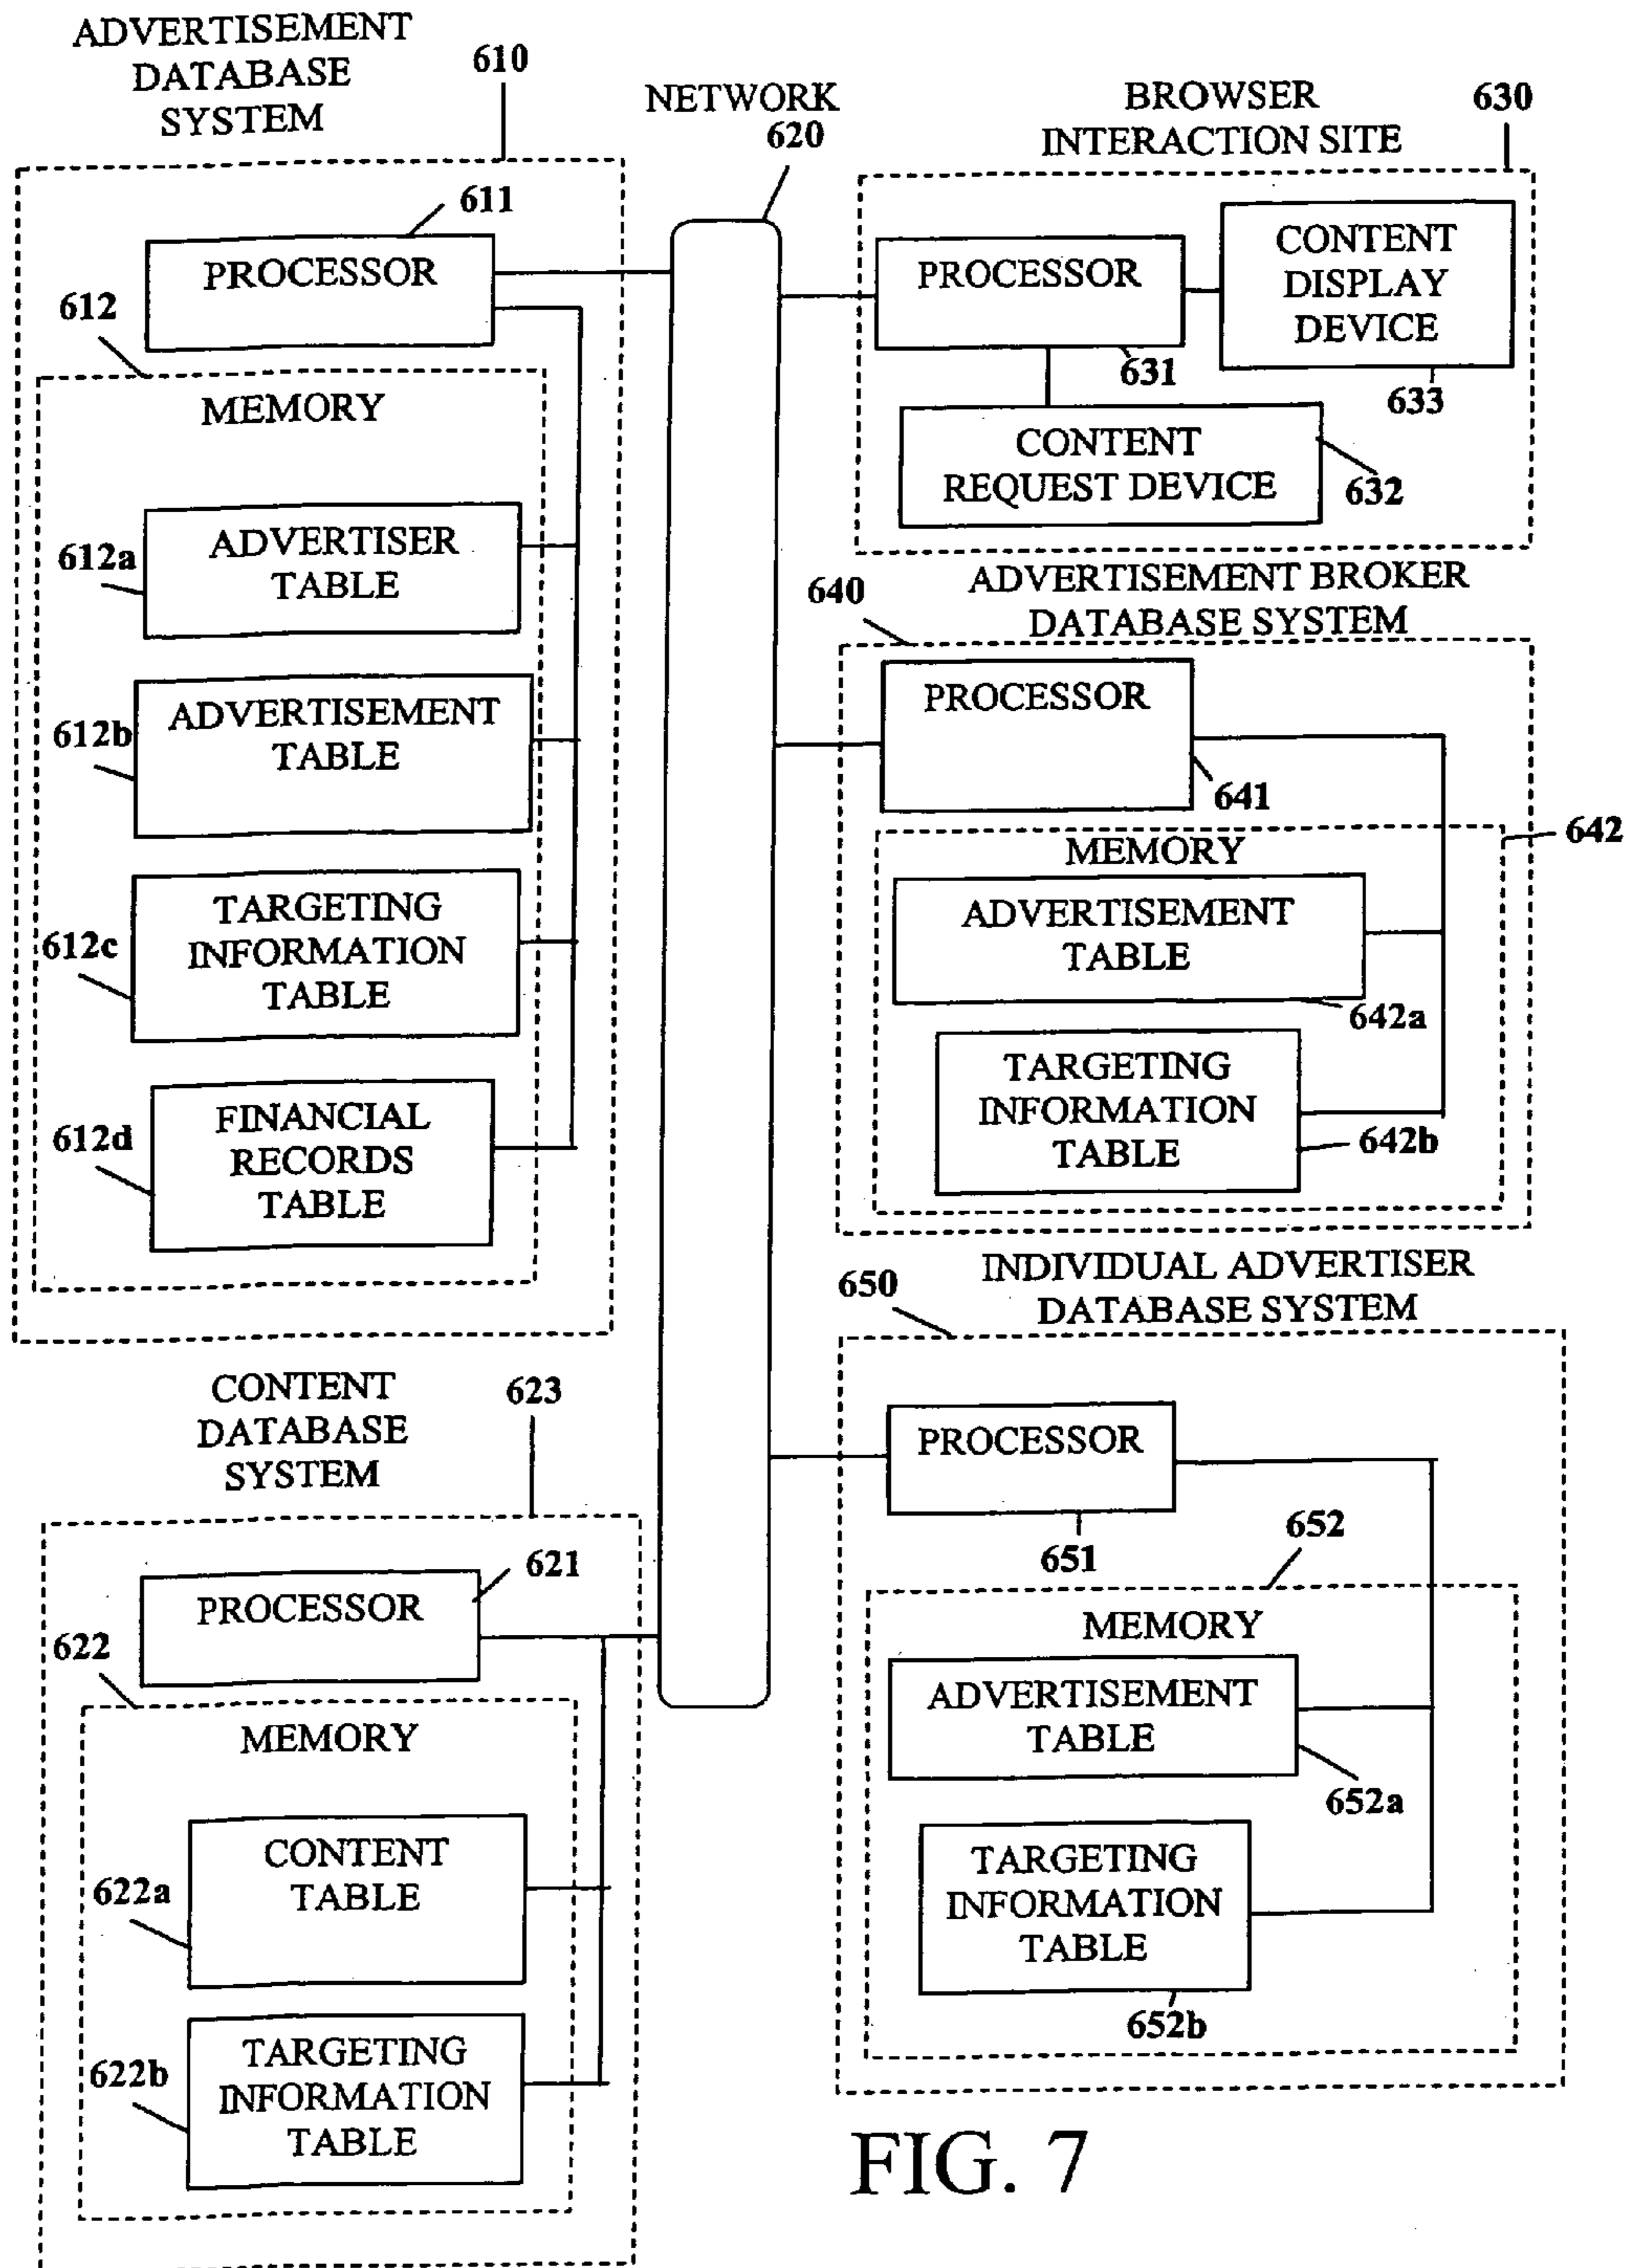 ADVERTISEMENT
DATABASE
SYSTEM
610
611
PROCESSOR
612
MEMORY
612a
ADVERTISER
TABLE
612b
ADVERTISEMENT
TABLE
612c
TARGETING
INFORMATION
TABLE
612d
FINANCIAL
RECORDS
TABLE
CONTENT
DATABASE
SYSTEM
623
621
PROCESSOR
622
MEMORY
622a
CONTENT
TABLE
622b
TARGETING
INFORMATION
TABLE
NETWORK
620
BROWSER
INTERACTION SITE
630
PROCESSOR
631
CONTENT
DISPLAY
DEVICE
633
CONTENT
REQUEST DEVICE
632
ADVERTISEMENT BROKER
DATABASE SYSTEM
640
PROCESSOR
641
642
MEMORY
ADVERTISEMENT
TABLE
642a
TARGETING
INFORMATION
TABLE
642b
INDIVIDUAL ADVERTISER
DATABASE SYSTEM
650
PROCESSOR
651
652
MEMORY
ADVERTISEMENT
TABLE
652a
TARGETING
INFORMATION
TABLE
652b
FIG. 7